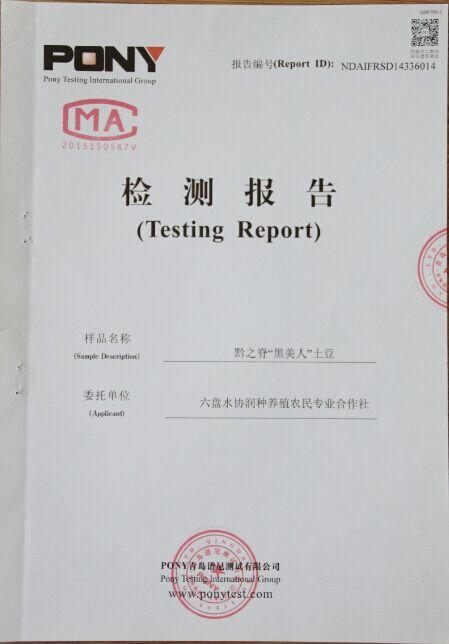 PONY
Pony Testing International Group
报告编号(Report ID): NDAIFRSD14336014
MA
2015150587V
检测报告
(Testing Report)
样品名称
黔之脊“黑美人”土豆
(Sample Description)
委托单位
六盘水协润种养殖农民专业合作社
(Applicant)
PONY青岛谱尼测试有限公司
Pony Testing International Group
www.ponytest.com